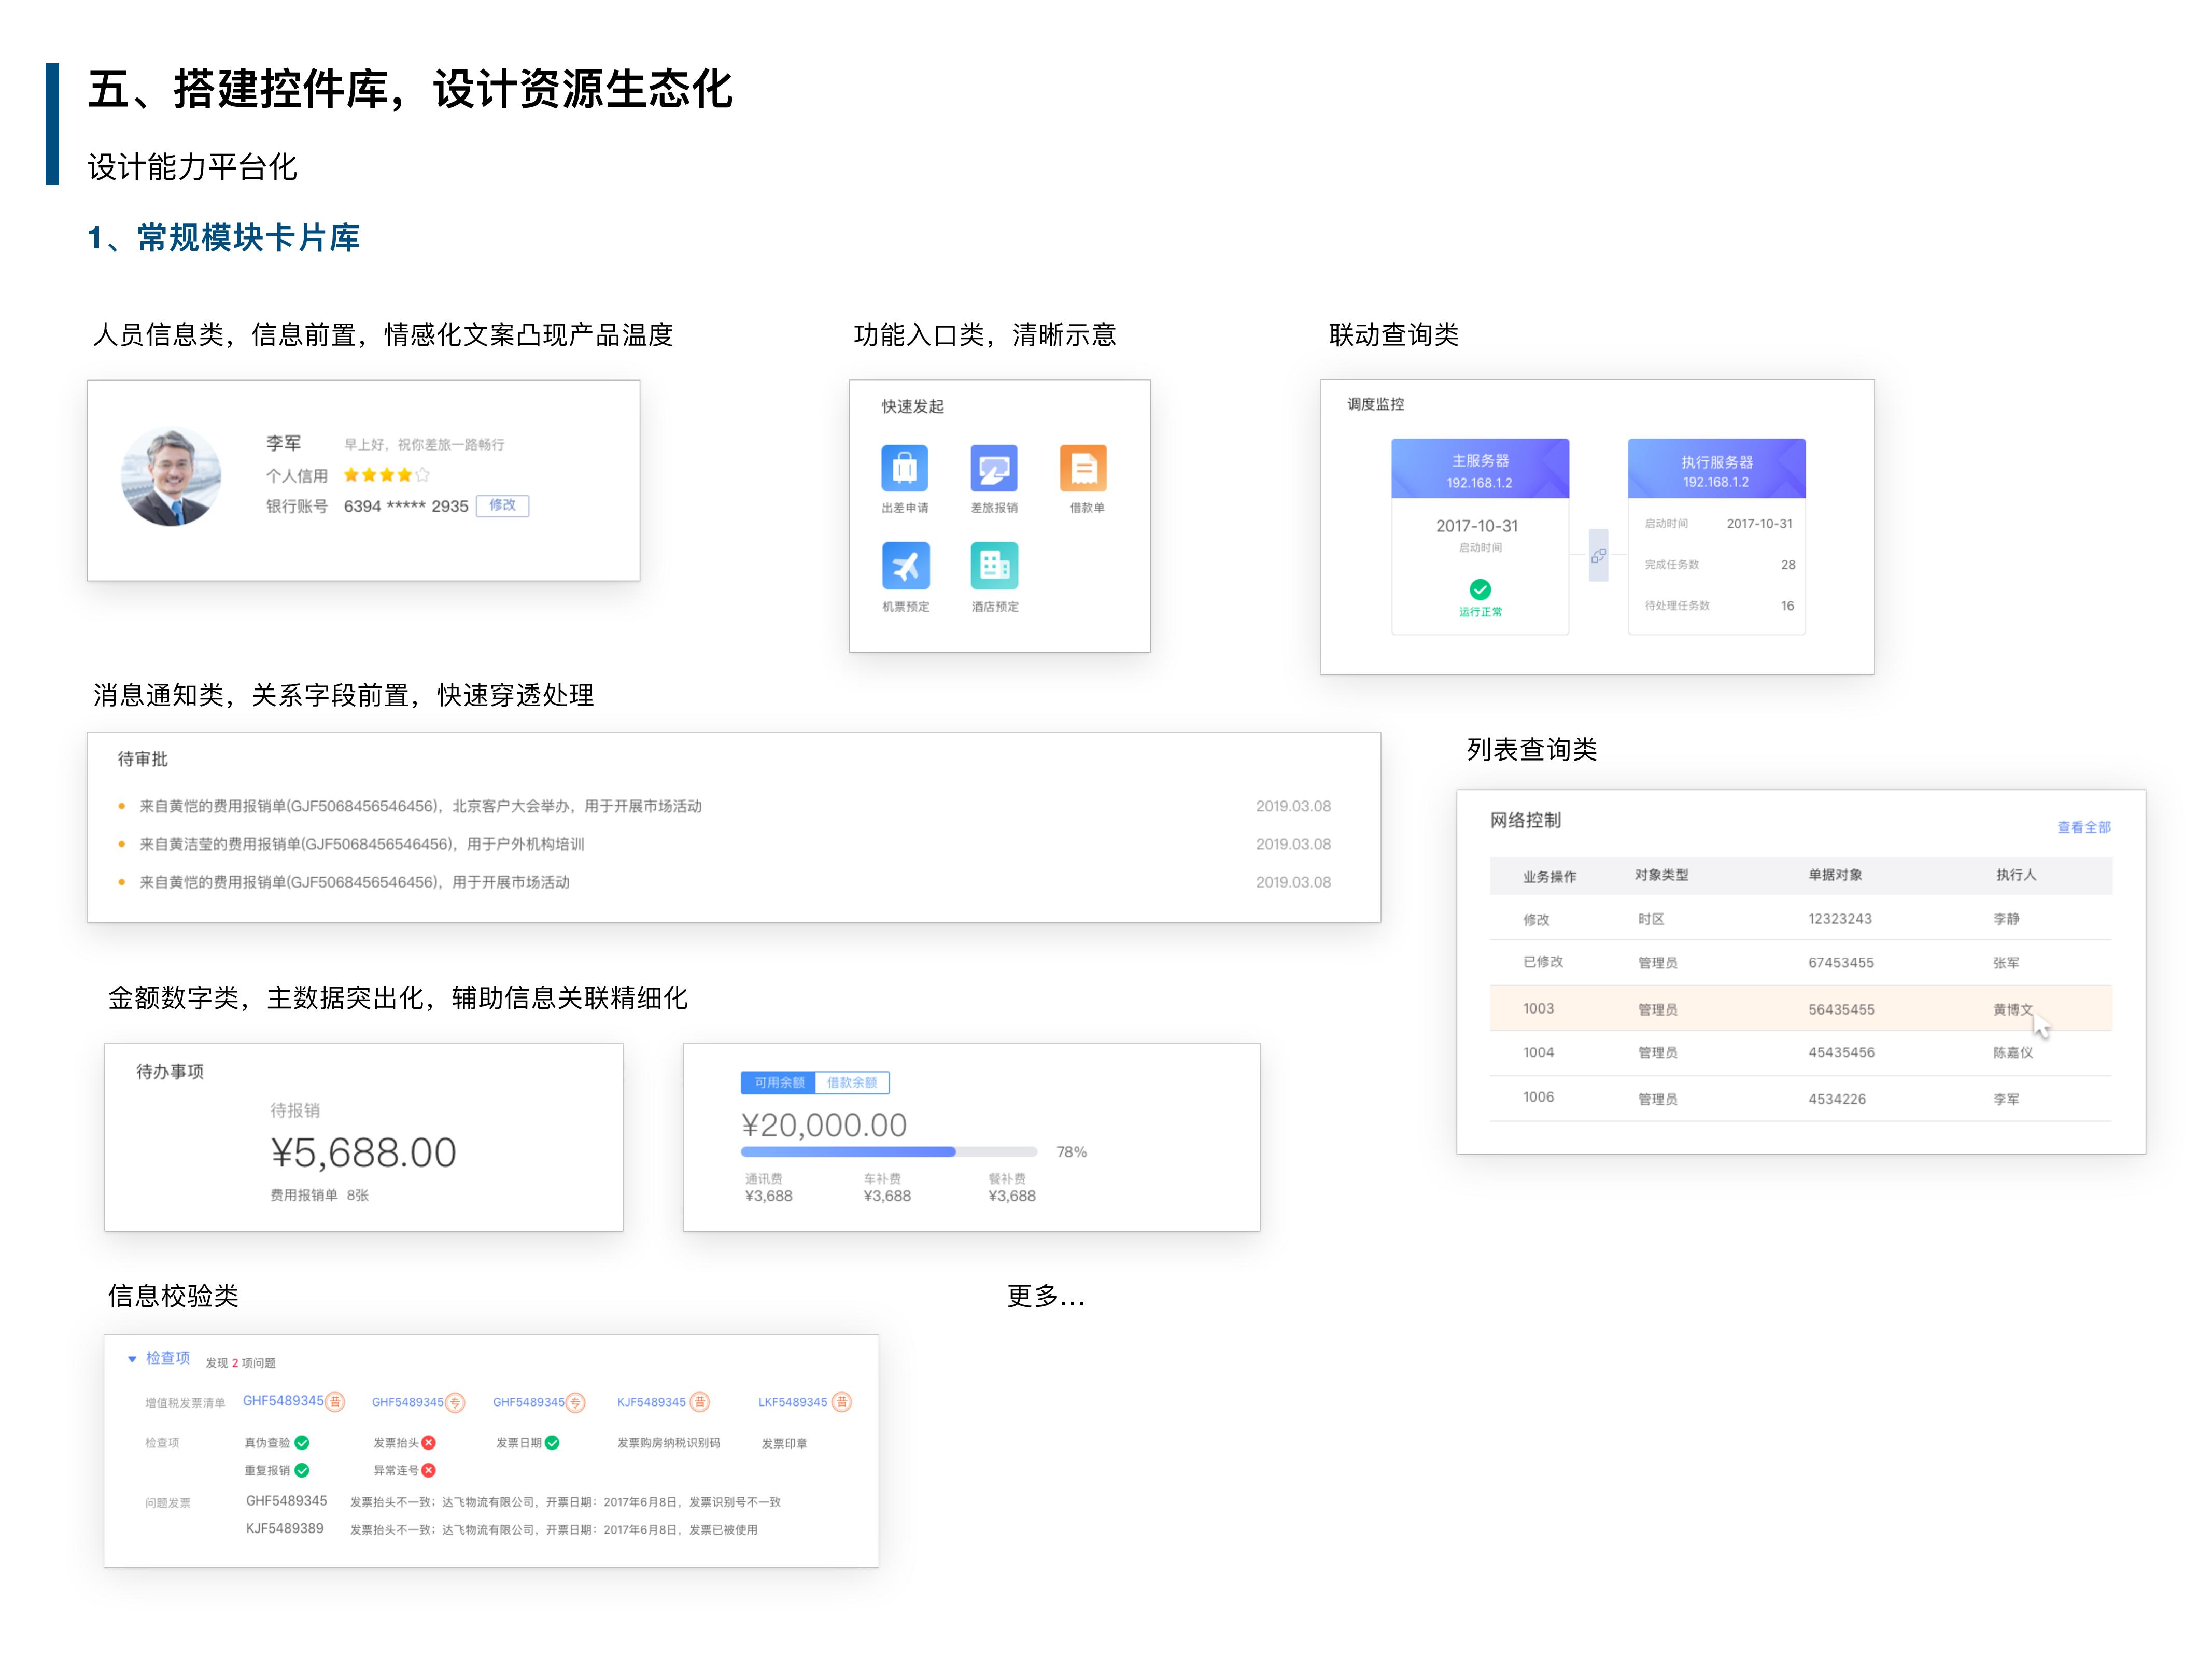 五、搭建控件库，设计资源生态化
设计能力平台化
1、常规模块卡片库
人员信息类，信息前置，情感化文案凸现产品温度
李军 早上好，祝你差旅一路畅行
个人信用
银行账号 6394 ***** 2935 修改
功能入口类，清晰示意
快速发起
出差申请 差旅报销 借款单
机票预定 酒店预定
联动查询类
调度监控
主服务器
192.168.1.2
2017-10-31
启动时间
运行正常
执行服务器
192.168.1.2
启动时间 2017-10-31
完成任务数 28
待处理任务数 16
消息通知类，关系字段前置，快速穿透处理
待审批
来自黄恺的费用报销单(GJF5068456546456)，北京客户大会举办，用于开展市场活动 2019.03.08
来自黄洁莹的费用报销单(GJF5068456546456)，用于户外机构培训 2019.03.08
来自黄恺的费用报销单(GJF5068456546456)，用于开展市场活动 2019.03.08
列表查询类
网络控制 查看全部
业务操作 对象类型 单据对象 执行人
修改 时区 12323243 李静
已修改 管理员 67453455 张军
1003 管理员 56435455 黄博文
1004 管理员 45435456 陈嘉仪
1006 管理员 4534226 李军
金额数字类，主数据突出化，辅助信息关联精细化
待办事项
待报销
¥5,688.00
费用报销单 8张
可用余额 借款余额
¥20,000.00
78%
通讯费 车补费 餐补费
¥3,688 ¥3,688 ¥3,688
信息校验类
检查项 发现 2 项问题
增值税发票清单 GHF5489345 普 GHF5489345 专 GHF5489345 专 KJF5489345 普 LKF5489345 普
检查项 真伪查验 发票抬头 发票日期 发票购房纳税识别码 发票印章
重复报销 异常连号
问题发票 GHF5489345 发票抬头不一致；达飞物流有限公司，开票日期：2017年6月8日，发票识别号不一致
KJF5489389 发票抬头不一致；达飞物流有限公司，开票日期：2017年6月8日，发票已被使用
更多...